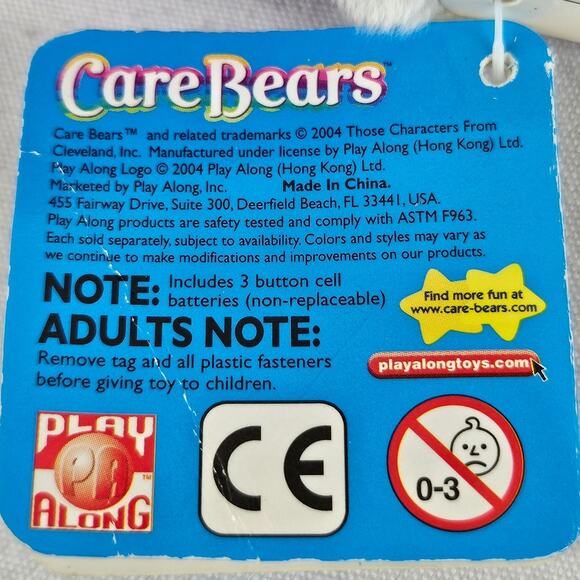 Care Bears™
Care Bears™ and related trademarks © 2004 Those Characters From
Cleveland, Inc. Manufactured under license by Play Along (Hong Kong) Ltd.
Play Along Logo © 2004 Play Along (Hong Kong) Ltd.
Marketed by Play Along, Inc. Made In China.
455 Fairway Drive, Suite 300, Deerfield Beach, FL 33441, USA.
Play Along products are safety tested and comply with ASTM F963.
Each sold separately, subject to availability. Colors and styles may vary as
we continue to make modifications and improvements on our products.
NOTE: Includes 3 button cell
batteries (non-replaceable)
ADULTS NOTE:
Remove tag and all plastic fasteners
before giving toy to children.
Find more fun at
www.care-bears.com
playalongtoys.com
PLAY
PA™
ALONG
CE
0-3